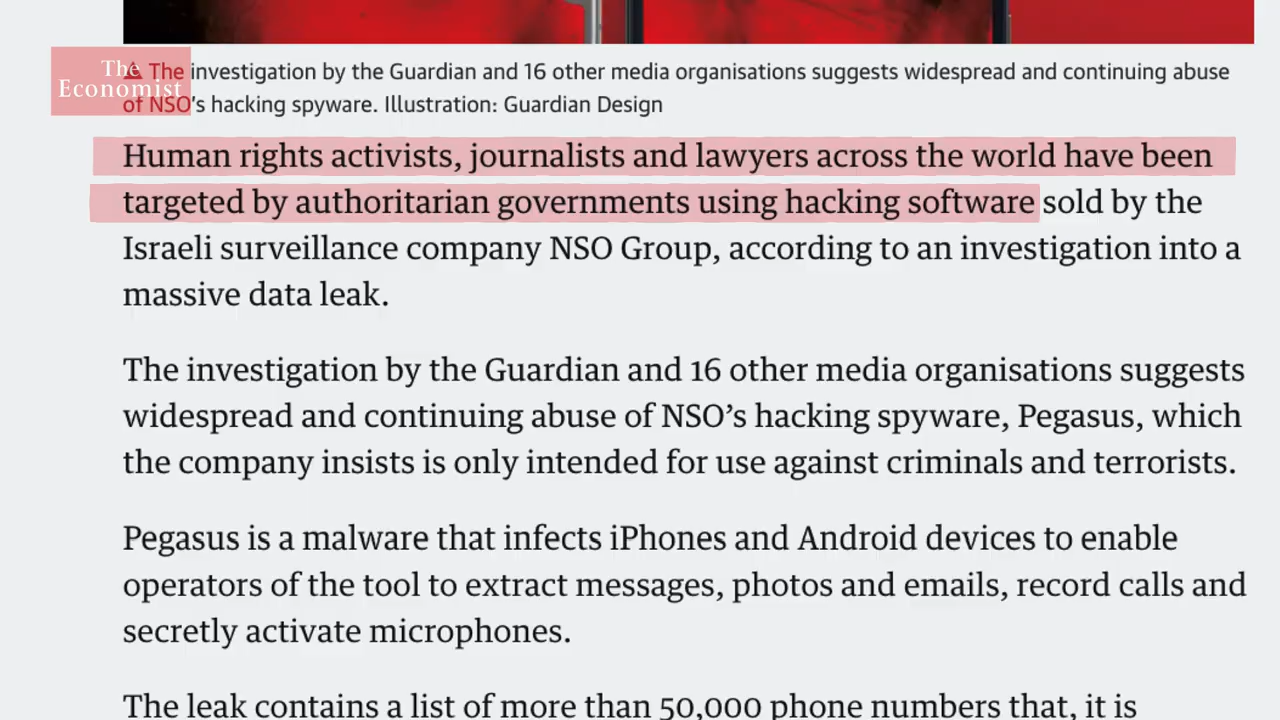 The
Economist
▲ The investigation by the Guardian and 16 other media organisations suggests widespread and continuing abuse
of NSO's hacking spyware. Illustration: Guardian Design
Human rights activists, journalists and lawyers across the world have been
targeted by authoritarian governments using hacking software sold by the
Israeli surveillance company NSO Group, according to an investigation into a
massive data leak.
The investigation by the Guardian and 16 other media organisations suggests
widespread and continuing abuse of NSO’s hacking spyware, Pegasus, which
the company insists is only intended for use against criminals and terrorists.
Pegasus is a malware that infects iPhones and Android devices to enable
operators of the tool to extract messages, photos and emails, record calls and
secretly activate microphones.
The leak contains a list of more than 50,000 phone numbers that, it is